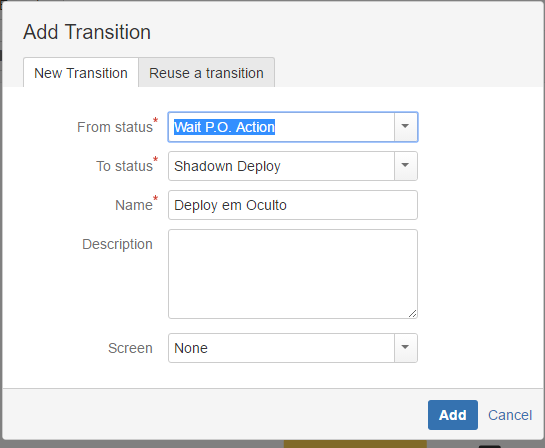 Add Transition
New Transition Reuse a transition
From status* Wait P.O. Action
To status* Shadown Deploy
Name* Deploy em Oculto
Description
Screen None
Add Cancel